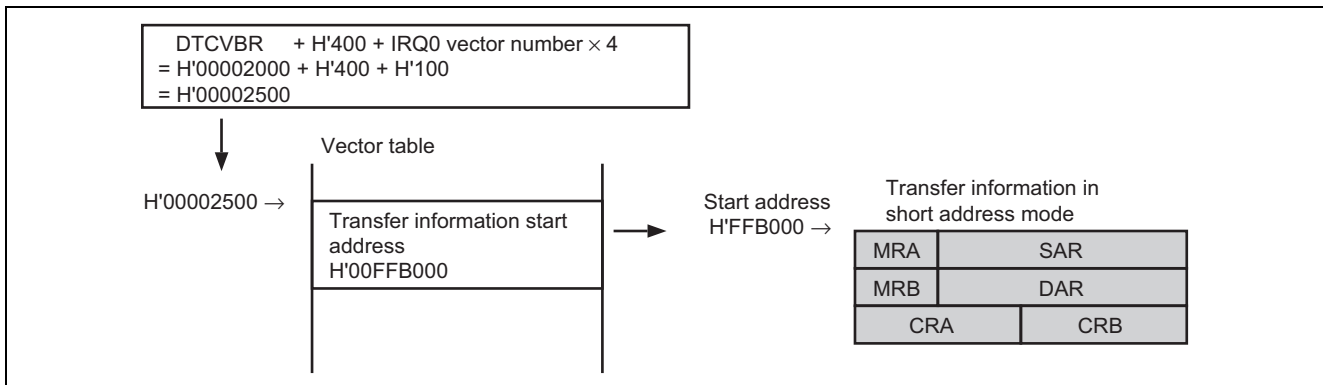 DTCVBR + H'400 + IRQ0 vector number × 4
= H'00002000 + H'400 + H'100
= H'00002500
Vector table
H'00002500 →
Transfer information start
address
H'00FFB000
Start address
H'FFB000 →
Transfer information in
short address mode
MRA SAR
MRB DAR
CRA CRB